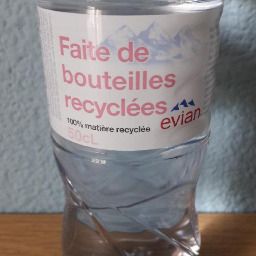 Faite de
bouteilles
recyclées
100% matière recyclée
50cL
evian